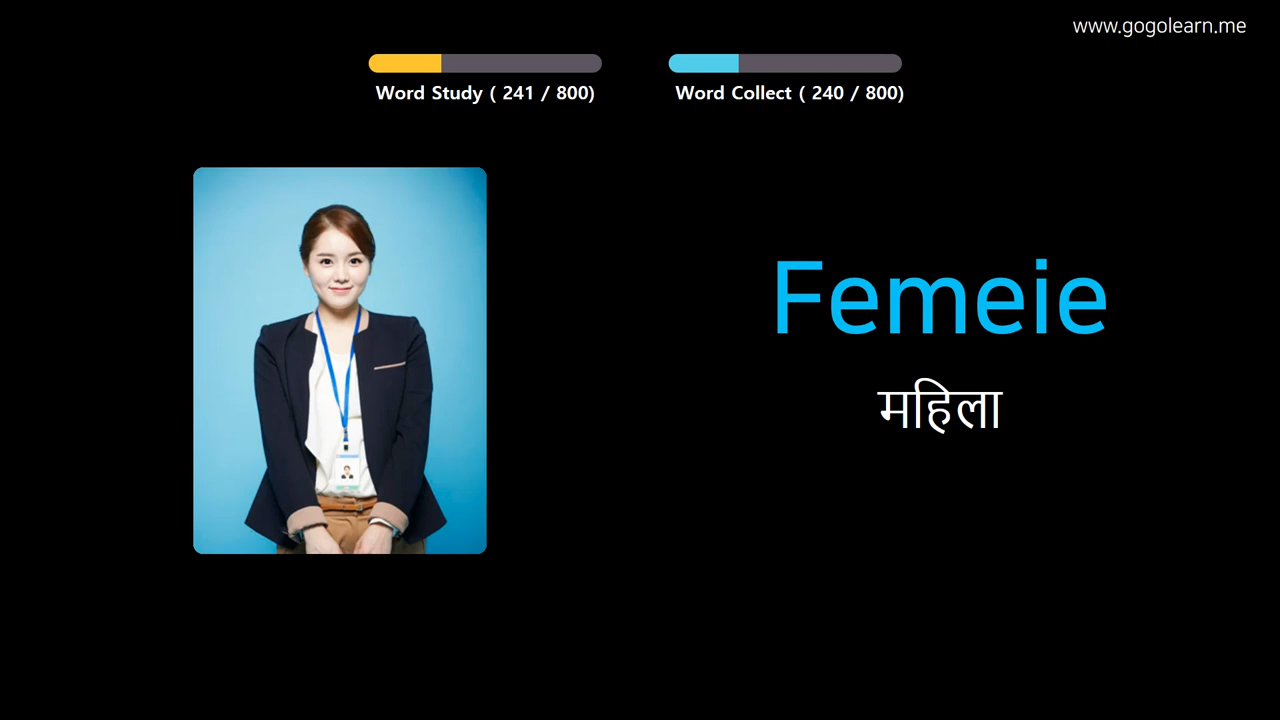 www.gogolearn.me
Word Study ( 241 / 800)
Word Collect ( 240 / 800)
Femeie
महिला